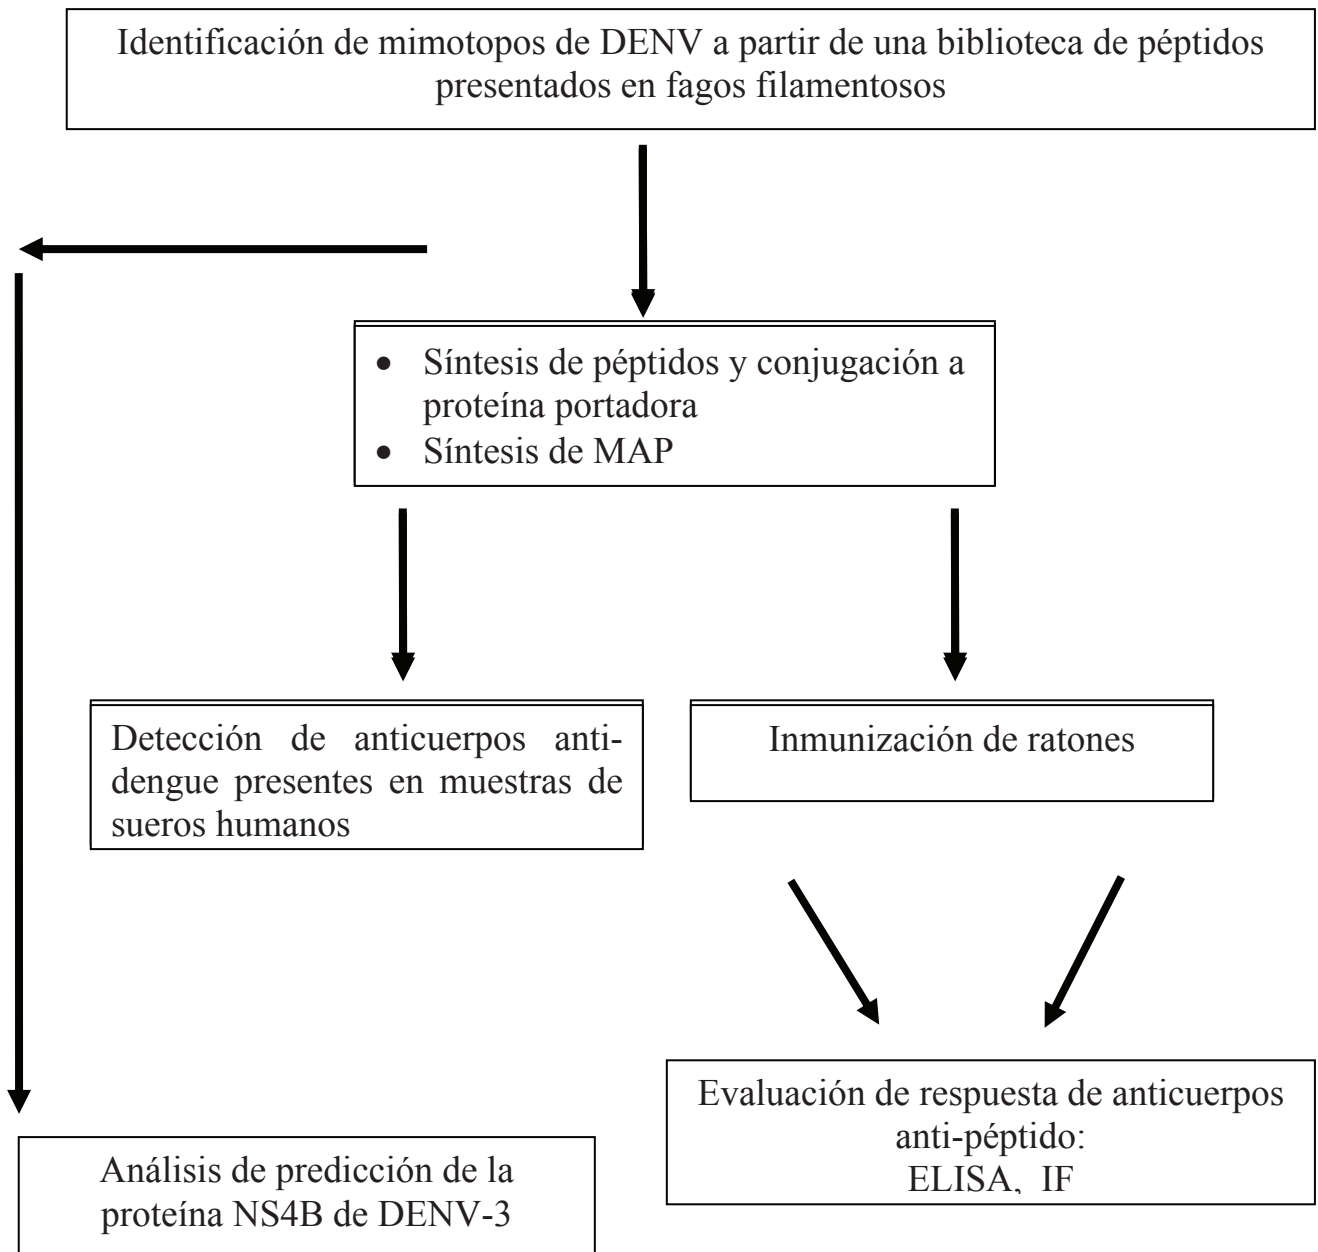 Identificación de mimotopos de DENV a partir de una biblioteca de péptidos
presentados en fagos filamentosos
• Síntesis de péptidos y conjugación a
proteína portadora
• Síntesis de MAP
Detección de anticuerpos anti-
dengue presentes en muestras de
sueros humanos
Inmunización de ratones
Evaluación de respuesta de anticuerpos
anti-péptido:
ELISA, IF
Análisis de predicción de la
proteína NS4B de DENV-3